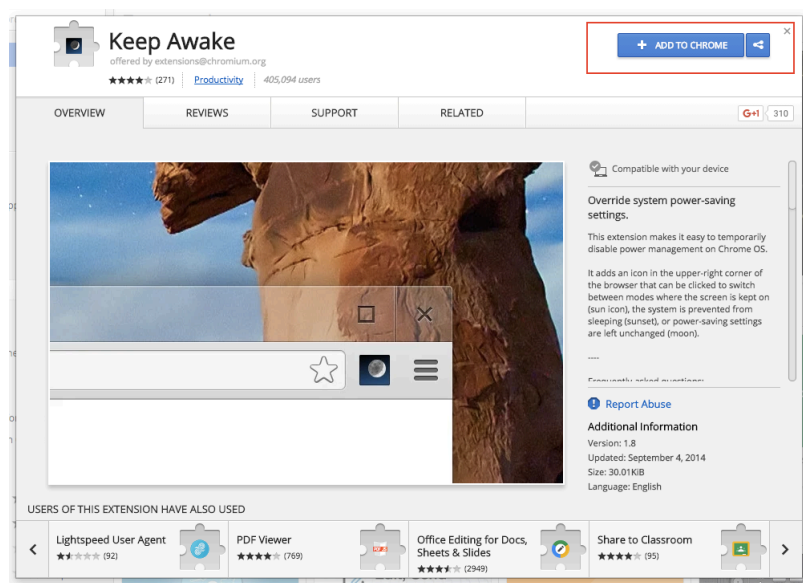 Keep Awake
offered by extensions@chromium.org
(271) Productivity 405,094 users
+ ADD TO CHROME
OVERVIEW REVIEWS SUPPORT RELATED
G+1 310
Compatible with your device
Override system power-saving
settings.
This extension makes it easy to temporarily
disable power management on Chrome OS.
It adds an icon in the upper-right corner of
the browser that can be clicked to switch
between modes where the screen is kept on
(sun icon), the system is prevented from
sleeping (sunset), or power-saving settings
are left unchanged (moon).
----
Frequently asked questions:
Report Abuse
Additional Information
Version: 1.8
Updated: September 4, 2014
Size: 30.01KiB
Language: English
USERS OF THIS EXTENSION HAVE ALSO USED
Lightspeed User Agent
(92)
PDF Viewer
(769)
Office Editing for Docs,
Sheets & Slides
(2949)
Share to Classroom
(95)